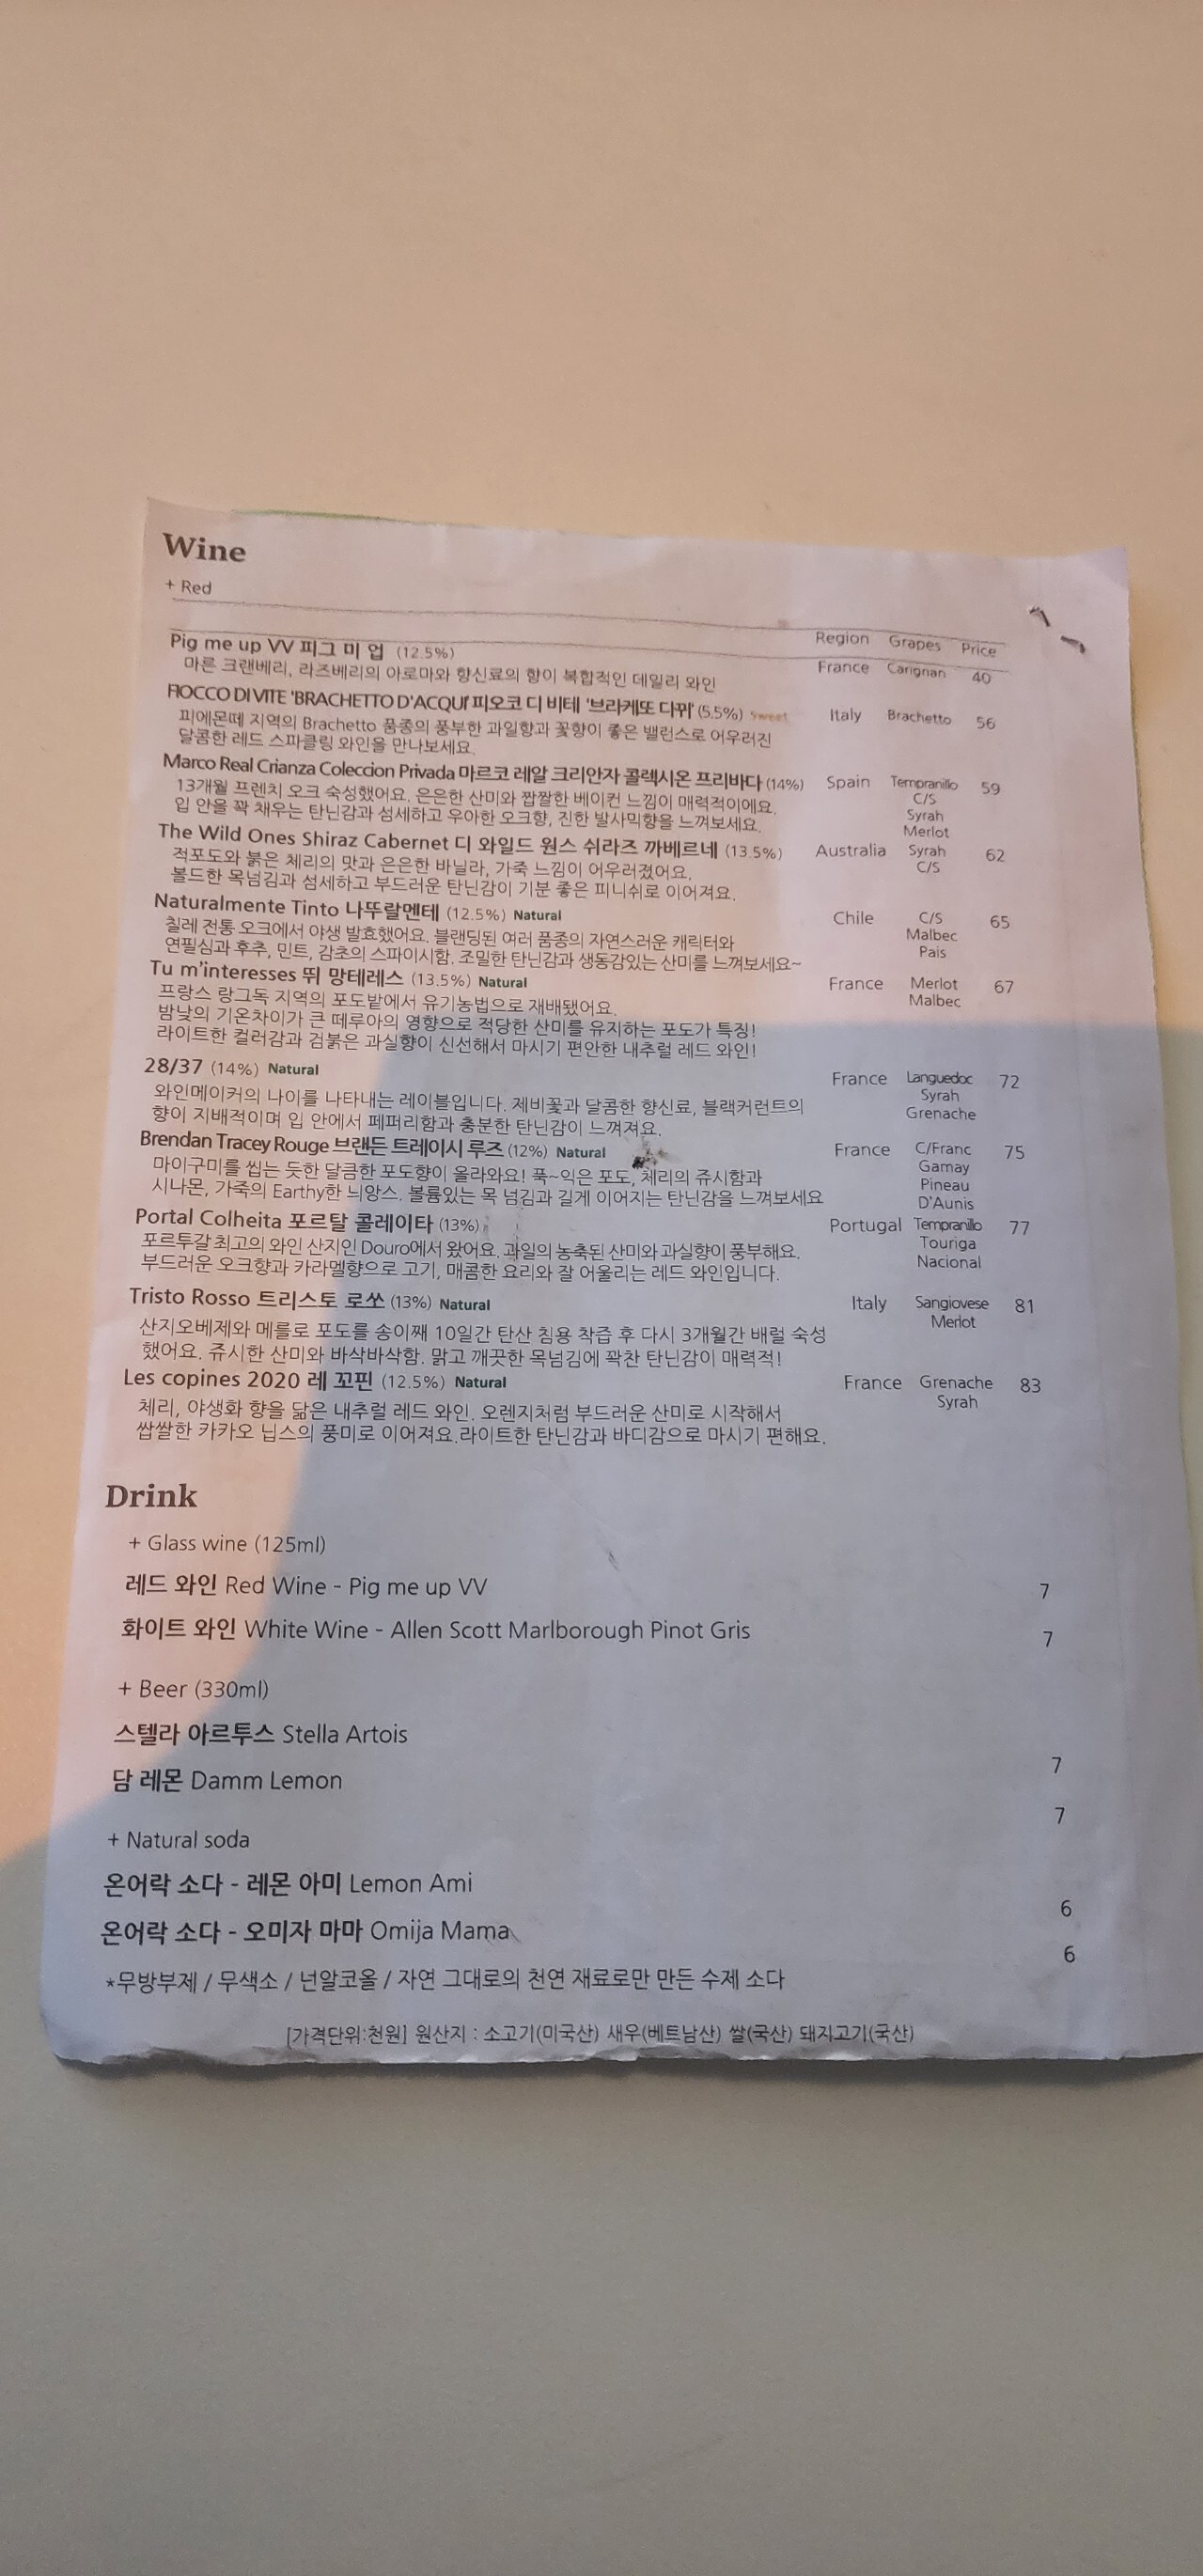 Wine
+ Red
Region Grapes Price
Pig me up VV 피그 미 업 (12.5%) France Carignan 40
마른 크랜베리, 라즈베리의 아로마와 향신료의 향이 복합적인 데일리 와인
FIOCCO DI VITE 'BRACHETTO D'ACQUI' 피오코 디 비테 '브라케또 다뀌' (5.5%) Sweet Italy Brachetto 56
피에몬떼 지역의 Brachetto 품종의 풍부한 과일향과 꽃향이 좋은 밸런스로 어우러진
달콤한 레드 스파클링 와인을 만나보세요.
Marco Real Crianza Coleccion Privada 마르코 레알 크리안자 콜렉시온 프리바다 (14%) Spain Tempranillo 59
13개월 프렌치 오크 숙성했어요. 은은한 산미와 짭짤한 베이컨 느낌이 매력적이에요. C/S
입 안을 꽉 채우는 탄닌감과 섬세하고 우아한 오크향, 진한 발사믹향을 느껴보세요. Syrah
Merlot
The Wild Ones Shiraz Cabernet 디 와일드 원스 쉬라즈 까베르네 (13.5%) Australia Syrah 62
적포도와 붉은 체리의 맛과 은은한 바닐라, 가죽 느낌이 어우러졌어요. C/S
볼드한 목넘김과 섬세하고 부드러운 탄닌감이 기분 좋은 피니쉬로 이어져요.
Naturalmente Tinto 나뚜랄멘테 (12.5%) Natural Chile C/S 65
칠레 전통 오크에서 야생 발효했어요. 블랜딩된 여러 품종의 자연스러운 캐릭터와 Malbec
연필심과 후추, 민트, 감초의 스파이시함. 조밀한 탄닌감과 생동감있는 산미를 느껴보세요~ Pais
Tu m'interesses 뛰 망테레스 (13.5%) Natural France Merlot 67
프랑스 랑그독 지역의 포도밭에서 유기농법으로 재배됐어요. Malbec
밤낮의 기온차이가 큰 떼루아의 영향으로 적당한 산미를 유지하는 포도가 특징!
라이트한 컬러감과 검붉은 과실향이 신선해서 마시기 편안한 내추럴 레드 와인!
28/37 (14%) Natural France Languedoc 72
와인메이커의 나이를 나타내는 레이블입니다. 제비꽃과 달콤한 향신료, 블랙커런트의 Syrah
향이 지배적이며 입 안에서 페퍼리함과 충분한 탄닌감이 느껴져요. Grenache
Brendan Tracey Rouge 브랜든 트레이시 루즈 (12%) Natural France C/Franc 75
마이구미를 씹는 듯한 달큼한 포도향이 올라와요! 푹~익은 포도, 체리의 쥬시함과 Gamay
시나몬, 가죽의 Earthy한 늬앙스. 볼륨있는 목 넘김과 길게 이어지는 탄닌감을 느껴보세요 Pineau
D'Aunis
Portal Colheita 포르탈 콜레이타 (13%) Portugal Tempranillo 77
포르투갈 최고의 와인 산지인 Douro에서 왔어요. 과일의 농축된 산미와 과실향이 풍부해요. Touriga
부드러운 오크향과 카라멜향으로 고기, 매콤한 요리와 잘 어울리는 레드 와인입니다. Nacional
Tristo Rosso 트리스토 로쏘 (13%) Natural Italy Sangiovese 81
산지오베제와 메를로 포도를 송이째 10일간 탄산 침용 착즙 후 다시 3개월간 배럴 숙성 Merlot
했어요. 쥬시한 산미와 바삭바삭함. 맑고 깨끗한 목넘김에 꽉찬 탄닌감이 매력적!
Les copines 2020 레 꼬핀 (12.5%) Natural France Grenache 83
체리, 야생화 향을 닮은 내추럴 레드 와인. 오렌지처럼 부드러운 산미로 시작해서 Syrah
쌉쌀한 카카오 닙스의 풍미로 이어져요.라이트한 탄닌감과 바디감으로 마시기 편해요.
Drink
+ Glass wine (125ml)
레드 와인 Red Wine - Pig me up VV 7
화이트 와인 White Wine - Allen Scott Marlborough Pinot Gris 7
+ Beer (330ml)
스텔라 아르투스 Stella Artois 7
담 레몬 Damm Lemon 7
+ Natural soda
온어락 소다 - 레몬 아미 Lemon Ami 6
온어락 소다 - 오미자 마마 Omija Mama 6
*무방부제 / 무색소 / 넌알코올 / 자연 그대로의 천연 재료로만 만든 수제 소다
[가격단위:천원] 원산지 : 소고기(미국산) 새우(베트남산) 쌀(국산) 돼지고기(국산)